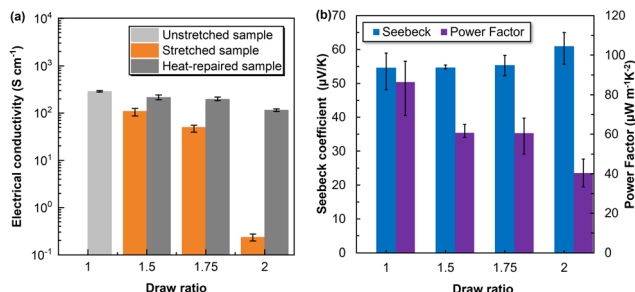 (a)
Unstretched sample
Stretched sample
Heat-repaired sample
Electrical conductivity (S cm⁻¹)
10⁴
10³
10²
10¹
10⁰
10⁻¹
1 1.5 1.75 2
Draw ratio
(b)
Seebeck Power Factor
Seebeck coefficient (μV/K)
70
60
50
40
30
20
10
0
120
100
80
60
40
20
0
Power Factor (μW m⁻¹K⁻²)
1 1.5 1.75 2
Draw ratio